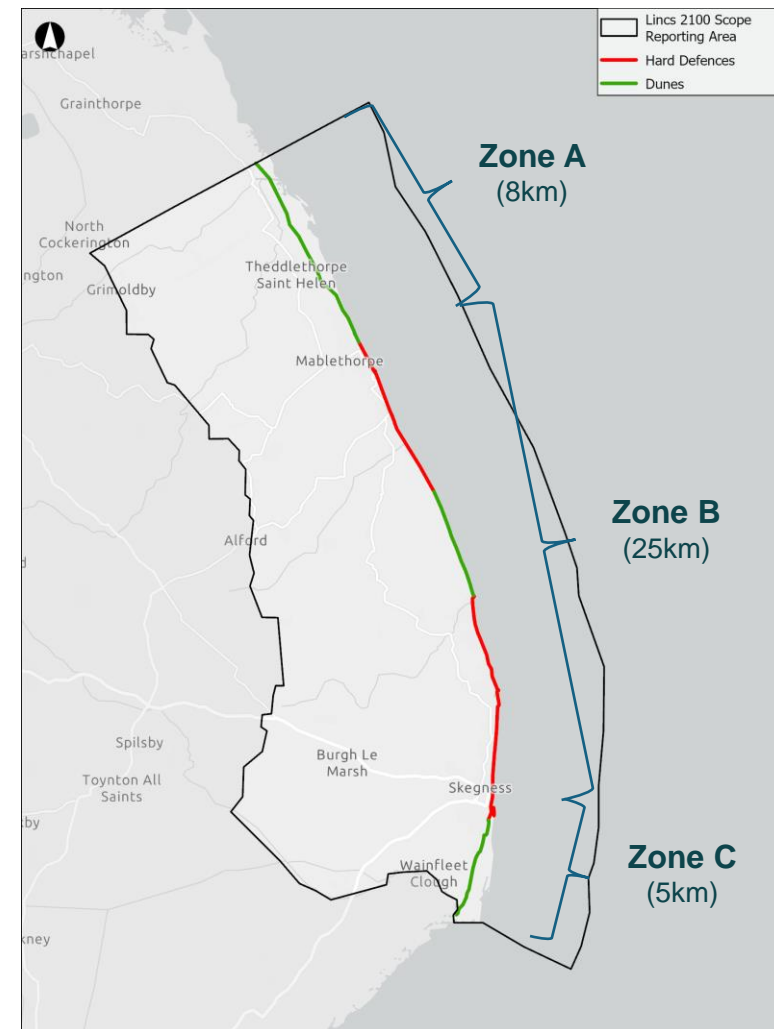 Lincs 2100 Scope
Reporting Area
Hard Defences
Dunes
Grainthorpe
Zone A
(8km)
North
Cockerington
Grimoldby
Theddlethorpe
Saint Helen
Mablethorpe
Zone B
(25km)
Alford
Spilsby
Burgh Le
Marsh
Toynton All
Saints
Skegness
Zone C
(5km)
Wainfleet
Clough